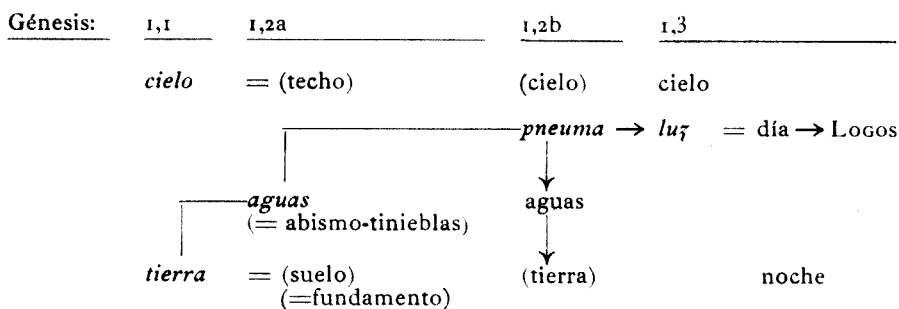 Génesis: 1,1 1,2a 1,2b 1,3
cielo = (techo) (cielo) cielo
pneuma → luz = día → LOGOS
aguas aguas
(= abismo-tinieblas)
tierra = (suelo) (tierra) noche
(=fundamento)